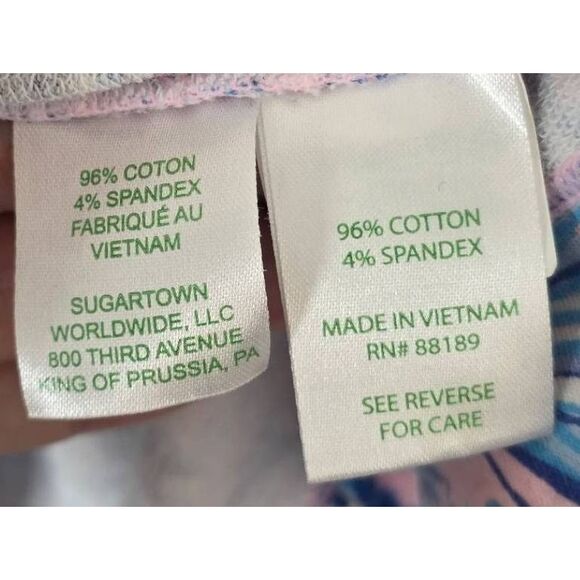 96% COTON
4% SPANDEX
FABRIQUÉ AU
VIETNAM
SUGARTOWN
WORLDWIDE, LLC
800 THIRD AVENUE
KING OF PRUSSIA, PA
96% COTTON
4% SPANDEX
MADE IN VIETNAM
RN# 88189
SEE REVERSE
FOR CARE